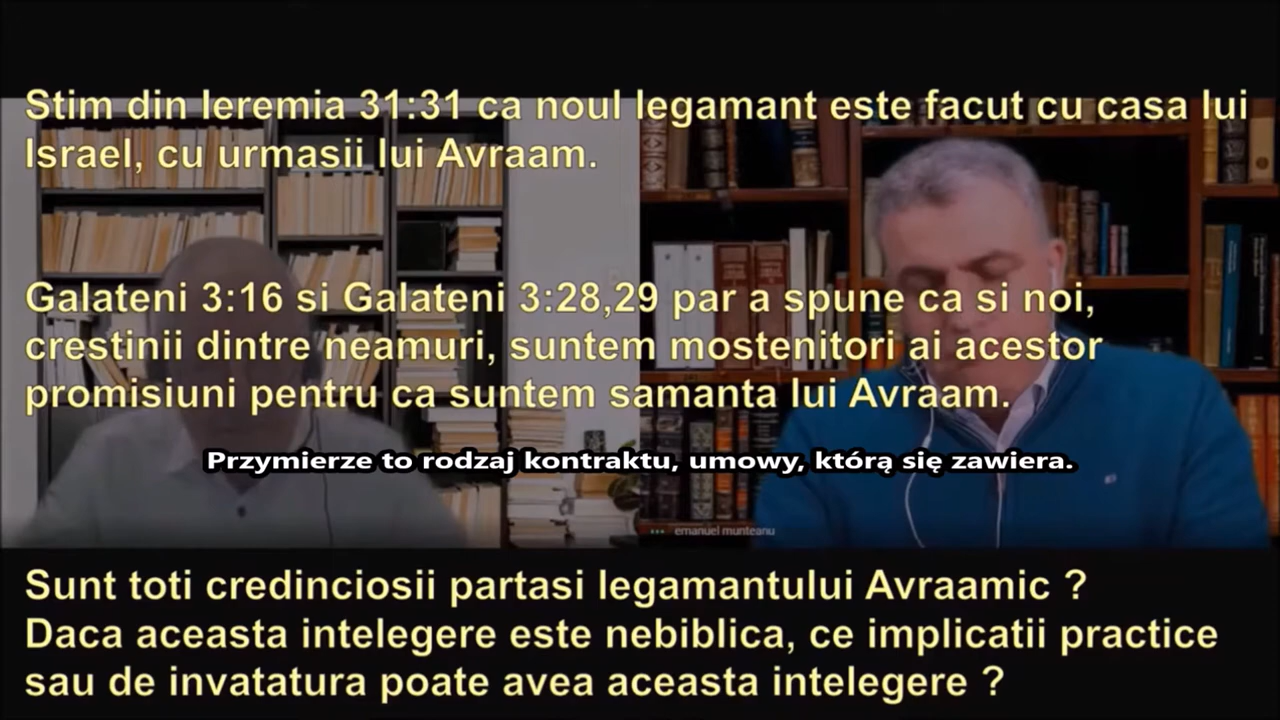 Stim din Ieremia 31:31 ca noul legamant este facut cu casa lui
Israel, cu urmasii lui Avraam.
Galateni 3:16 si Galateni 3:28,29 par a spune ca si noi,
crestinii dintre neamuri, suntem mostenitori ai acestor
promisiuni pentru ca suntem samanta lui Avraam.
Przymierze to rodzaj kontraktu, umowy, którą się zawiera.
emanuel munteanu
Sunt toti credinciosii partasi legamantului Avraamic ?
Daca aceasta intelegere este nebiblica, ce implicatii practice
sau de invatatura poate avea aceasta intelegere ?